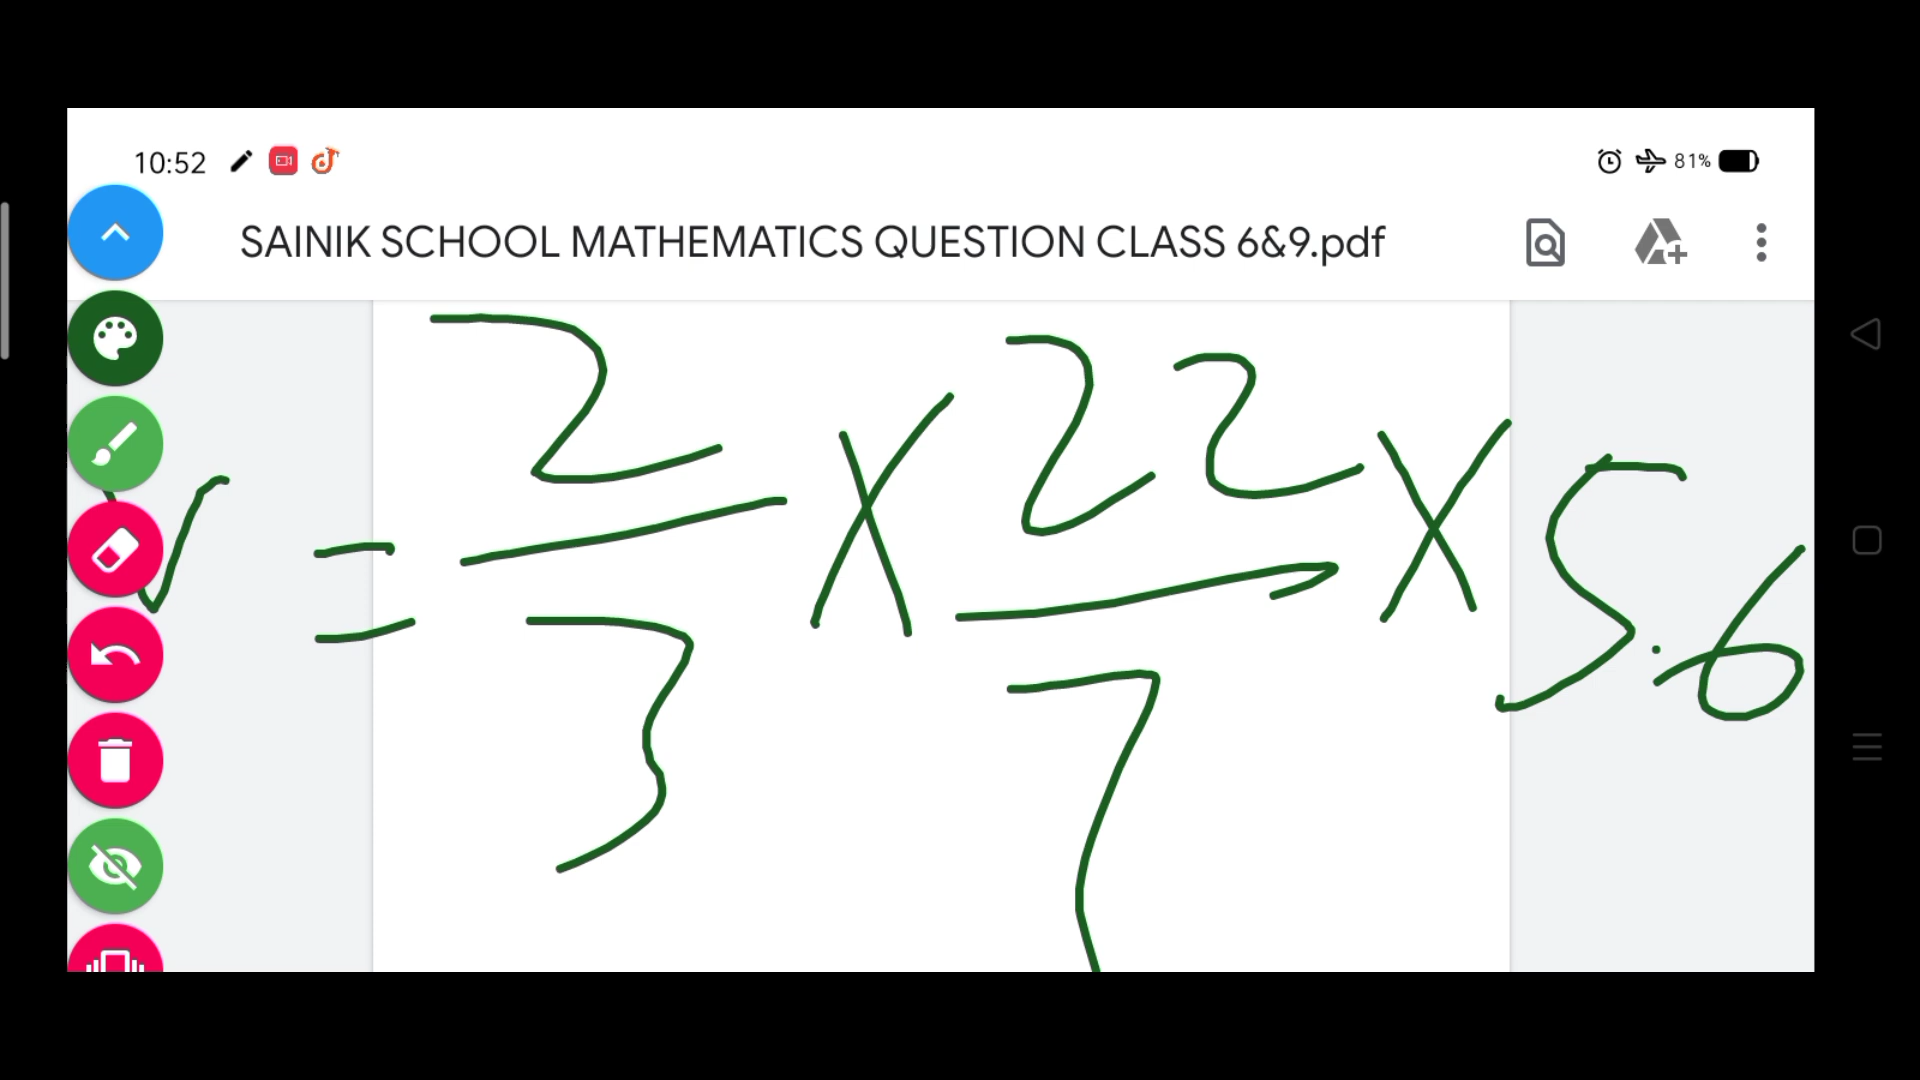 10:52 81%
SAINIK SCHOOL MATHEMATICS QUESTION CLASS 6&9.pdf
V = 2/3 X 22/7 X 5.6